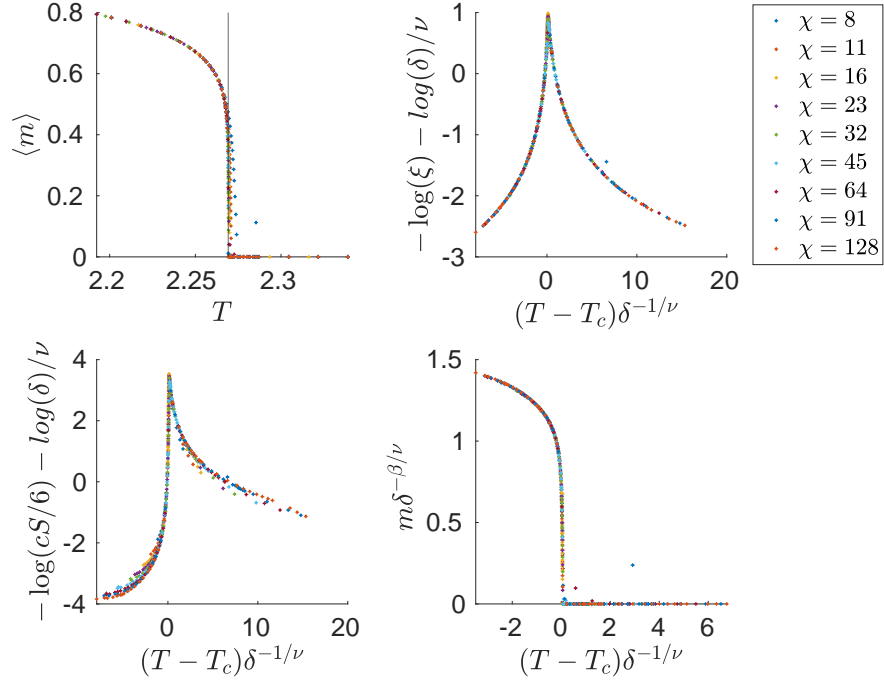 0.8
0.6
0.4
0.2
0
2.2
2.25
2.3
⟨m⟩
T
1
0
-1
-2
-3
0
10
20
− log(ξ) − log(δ)/ν
(T − T_c)δ^{−1/ν}
χ = 8
χ = 11
χ = 16
χ = 23
χ = 32
χ = 45
χ = 64
χ = 91
χ = 128
4
2
0
-2
-4
0
10
20
− log(cS/6) − log(δ)/ν
(T − T_c)δ^{−1/ν}
1.5
1
0.5
0
-2
0
2
4
6
mδ^{−β/ν}
(T − T_c)δ^{−1/ν}